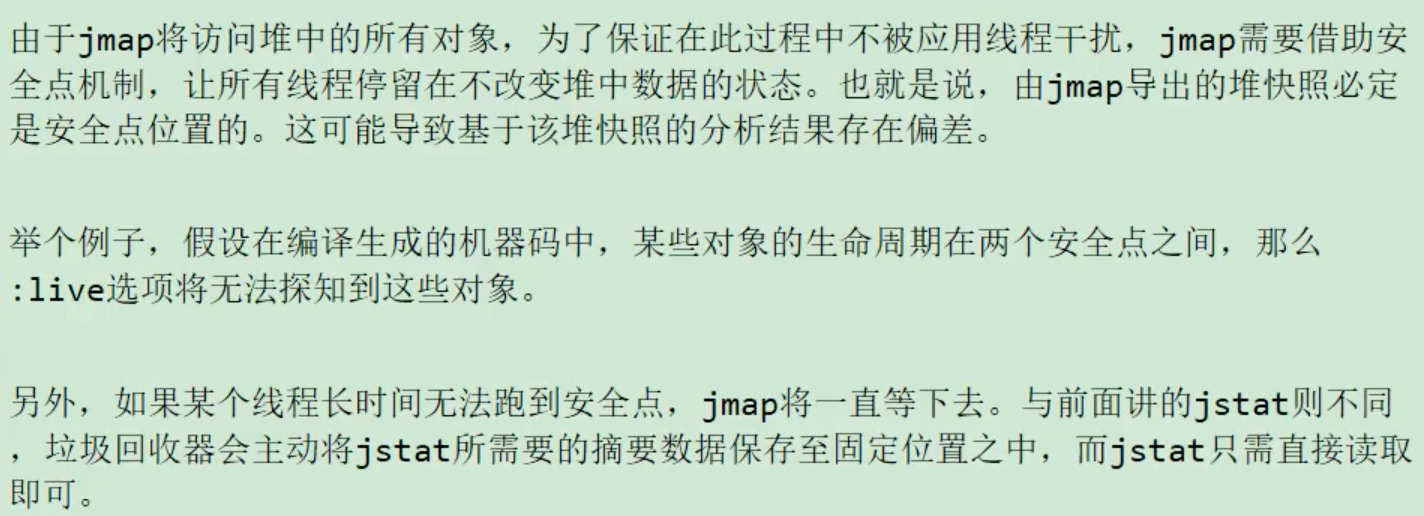 由于jmap将访问堆中的所有对象，为了保证在此过程中不被应用线程干扰，jmap需要借助安
全点机制，让所有线程停留在不改变堆中数据的状态。也就是说，由jmap导出的堆快照必定
是安全点位置的。这可能导致基于该堆快照的分析结果存在偏差。
举个例子，假设在编译生成的机器码中，某些对象的生命周期在两个安全点之间，那么
:live选项将无法探知到这些对象。
另外，如果某个线程长时间无法跑到安全点，jmap将一直等下去。与前面讲的jstat则不同
，垃圾回收器会主动将jstat所需要的摘要数据保存至固定位置之中，而jstat只需直接读取
即可。